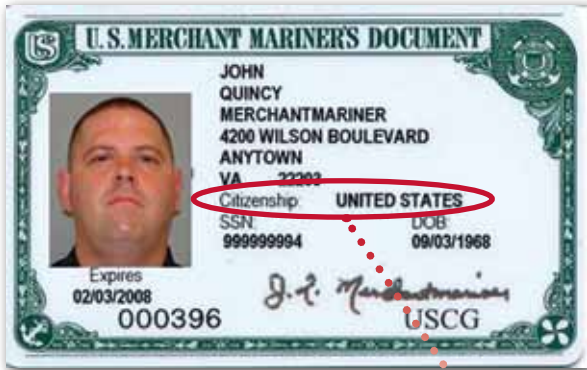 U.S. MERCHANT MARINER'S DOCUMENT
JOHN
QUINCY
MERCHANTMARINER
4200 WILSON BOULEVARD
ANYTOWN
VA 22203
Citizenship: UNITED STATES
SSN: DOB:
999999994 09/03/1968
Expires
02/03/2008
J. Q. Merchantmariner
000396 USCG